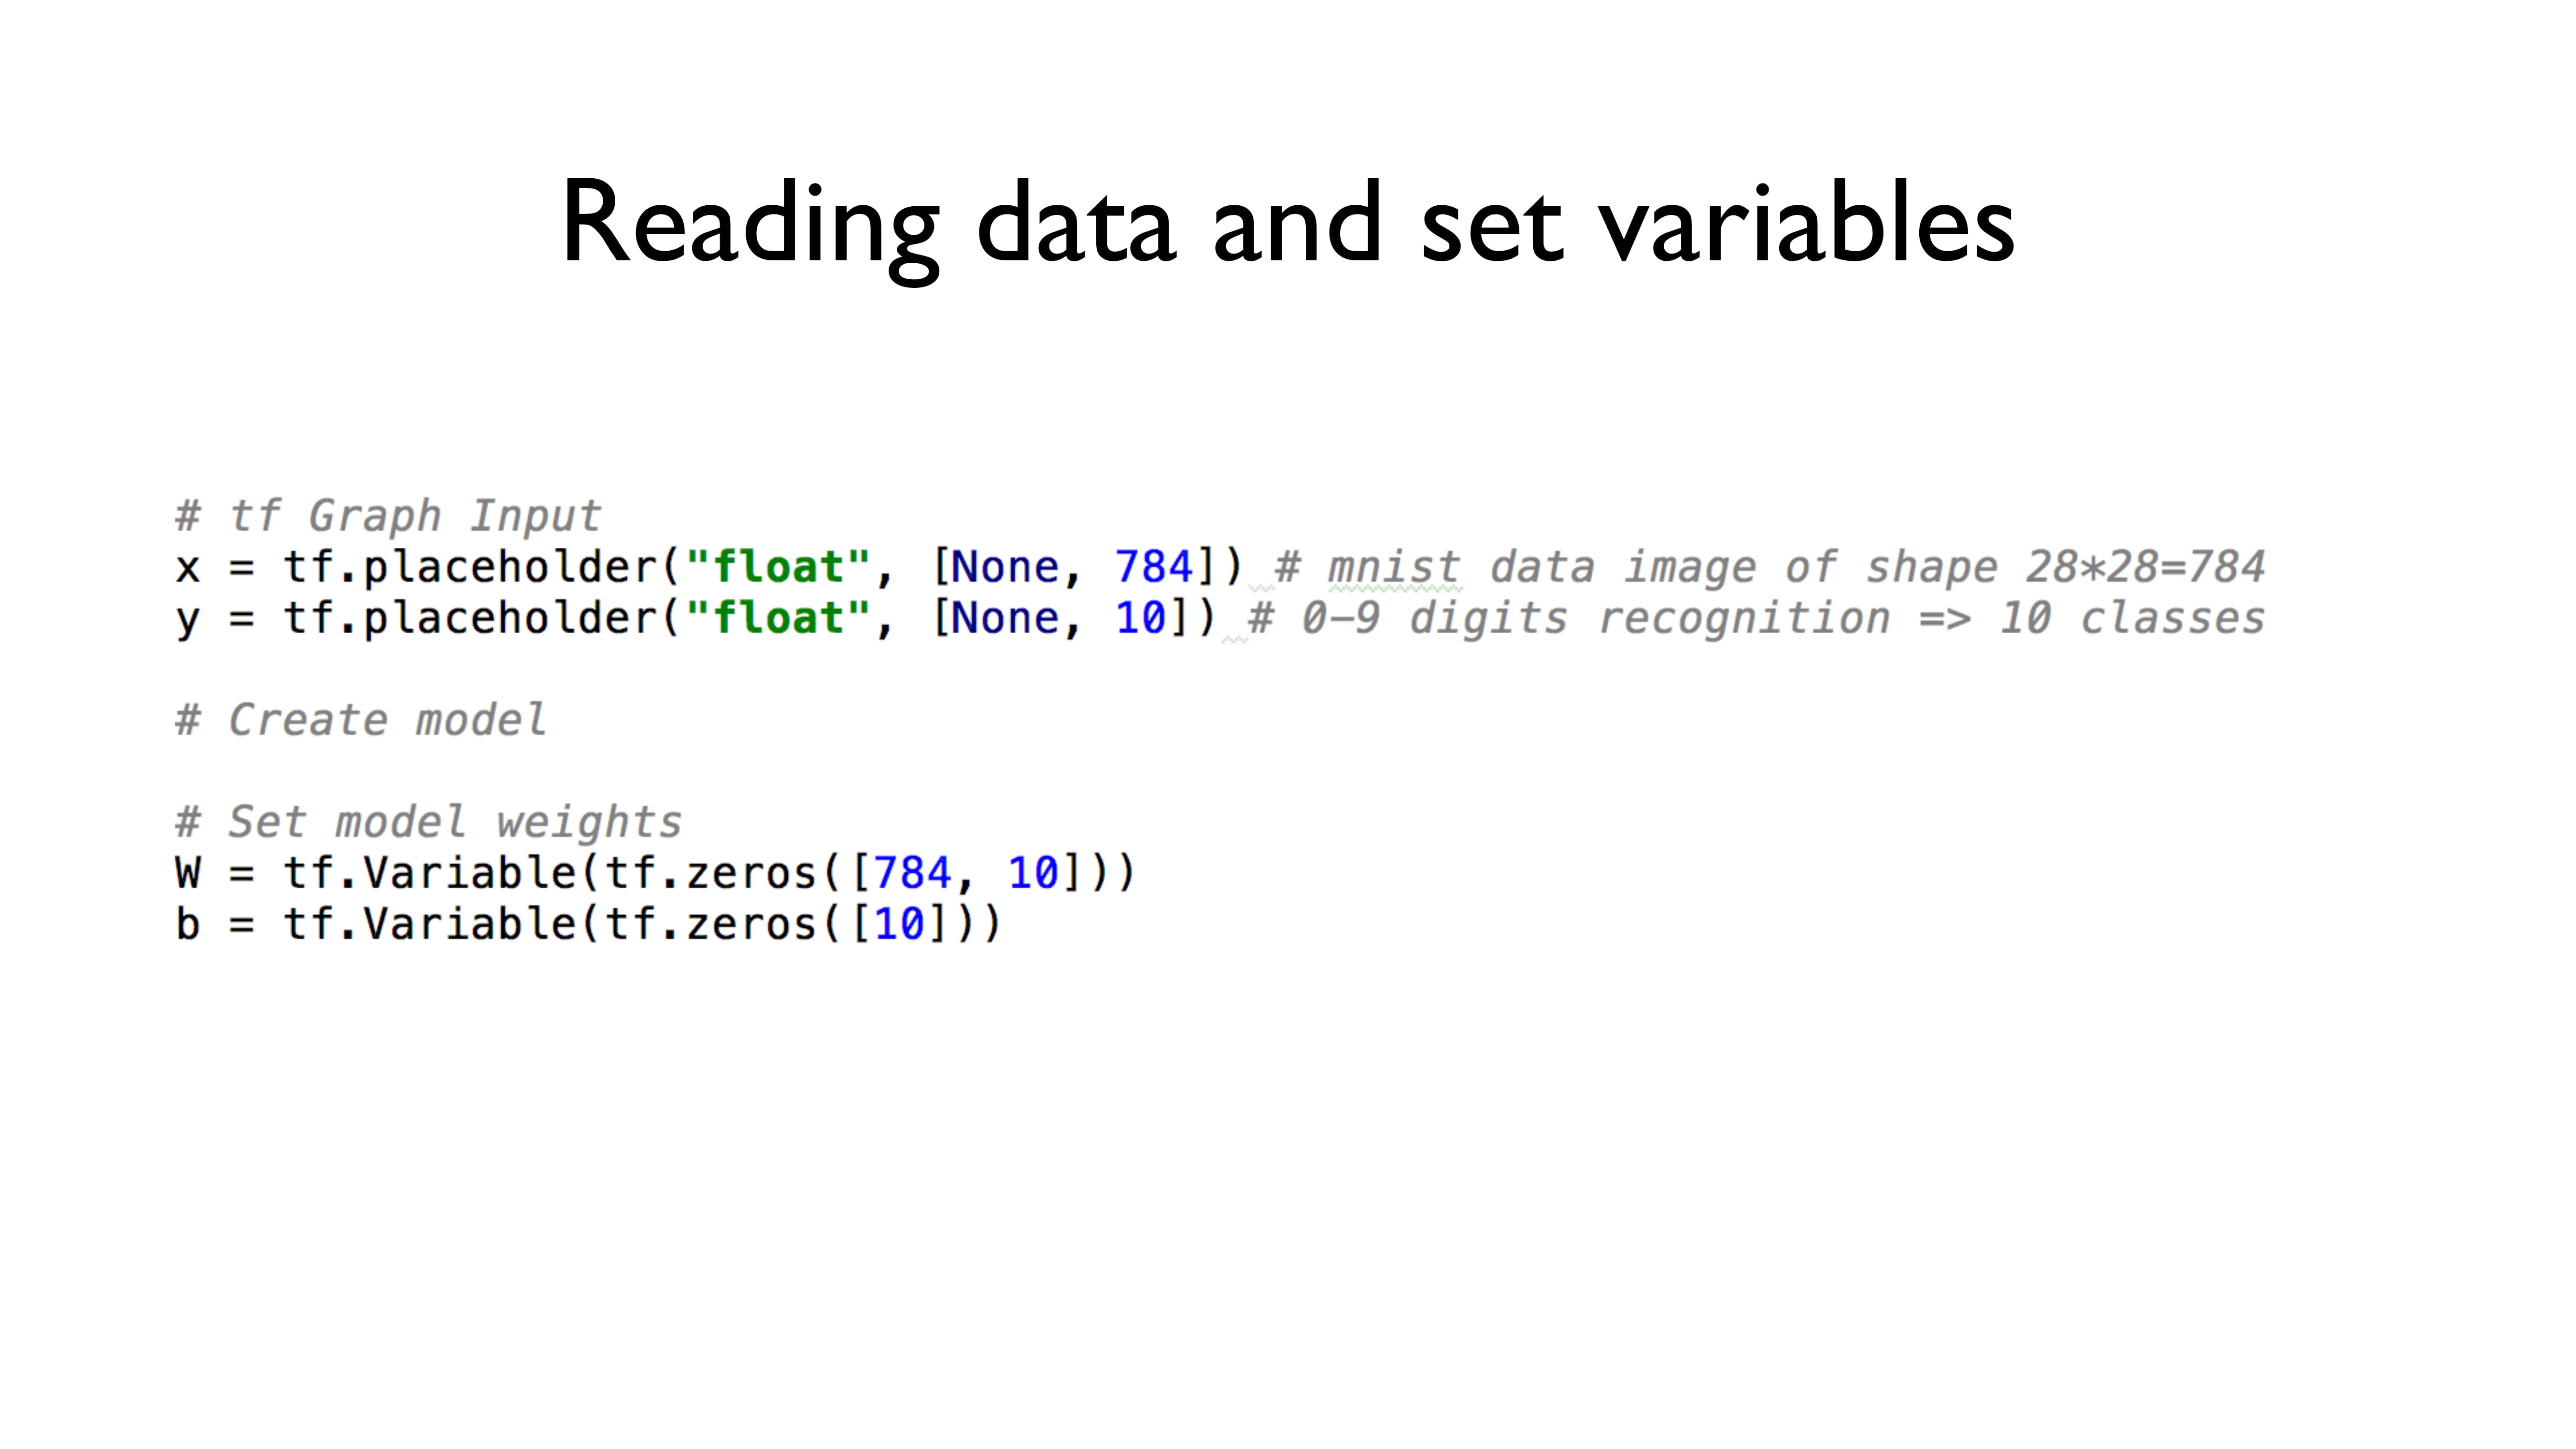 Reading data and set variables
# tf Graph Input
x = tf.placeholder("float", [None, 784]) # mnist data image of shape 28*28=784
y = tf.placeholder("float", [None, 10]) # 0-9 digits recognition => 10 classes
# Create model
# Set model weights
W = tf.Variable(tf.zeros([784, 10]))
b = tf.Variable(tf.zeros([10]))